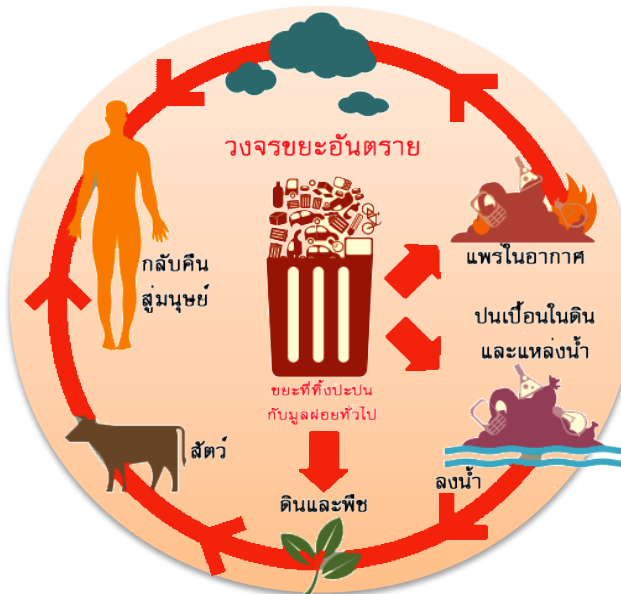 วงจรขยะอันตราย
แพร่ในอากาศ
กลับคืน
สู่มนุษย์
ปนเปื้อนในดิน
และแหล่งน้ำ
ขยะที่ทิ้งปะปน
กับมูลฝอยทั่วไป
สัตว์
ลงน้ำ
ดินและพืช